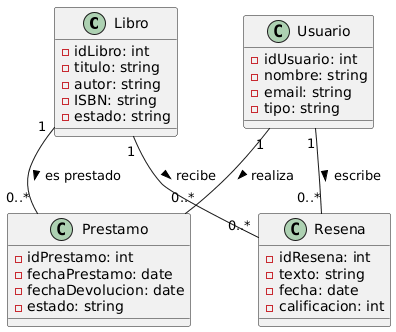 C Libro
idLibro: int
titulo: string
autor: string
ISBN: string
estado: string
C Usuario
idUsuario: int
nombre: string
email: string
tipo: string
1
1
1
1
es prestado
recibe
realiza
escribe
0..*
0..*
0..*
0..*
C Prestamo
idPrestamo: int
fechaPrestamo: date
fechaDevolucion: date
estado: string
C Resena
idResena: int
texto: string
fecha: date
calificacion: int